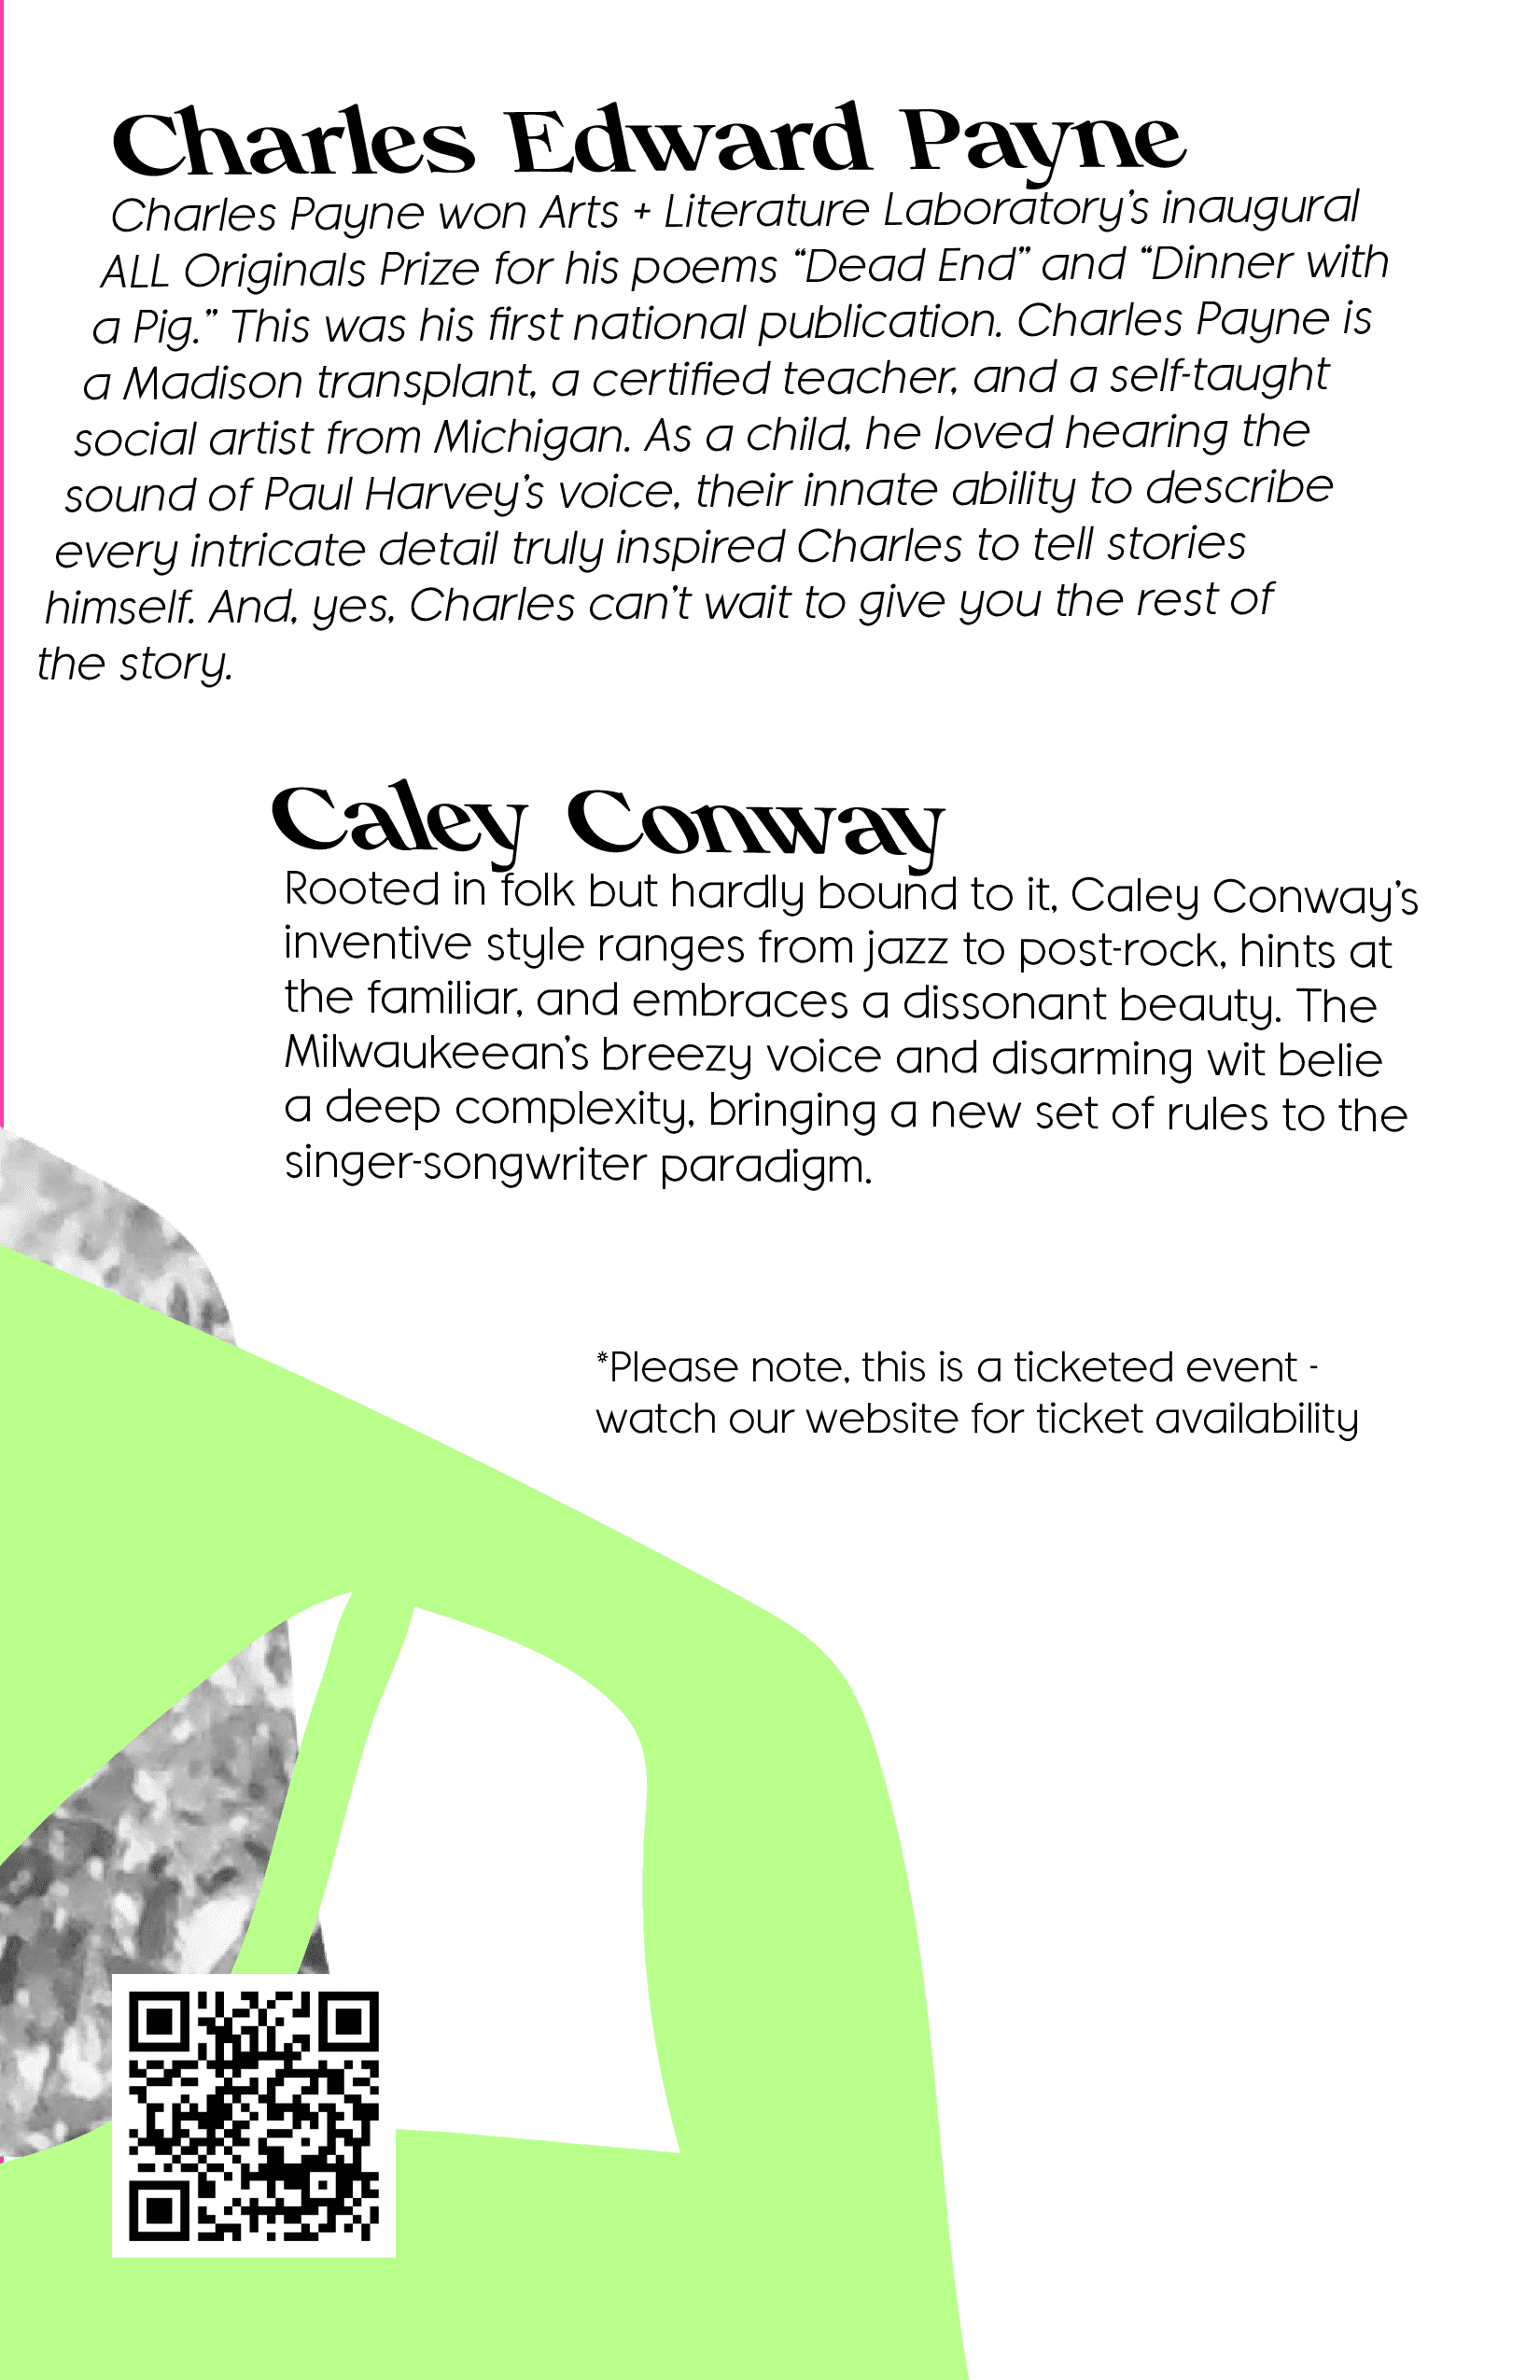 Charles Edward Payne
Charles Payne won Arts + Literature Laboratory’s inaugural
ALL Originals Prize for his poems “Dead End” and “Dinner with
a Pig.” This was his first national publication. Charles Payne is
a Madison transplant, a certified teacher, and a self-taught
social artist from Michigan. As a child, he loved hearing the
sound of Paul Harvey’s voice, their innate ability to describe
every intricate detail truly inspired Charles to tell stories
himself. And, yes, Charles can’t wait to give you the rest of
the story.
Caley Conway
Rooted in folk but hardly bound to it, Caley Conway’s
inventive style ranges from jazz to post-rock, hints at
the familiar, and embraces a dissonant beauty. The
Milwaukeean’s breezy voice and disarming wit belie
a deep complexity, bringing a new set of rules to the
singer-songwriter paradigm.
*Please note, this is a ticketed event -
watch our website for ticket availability